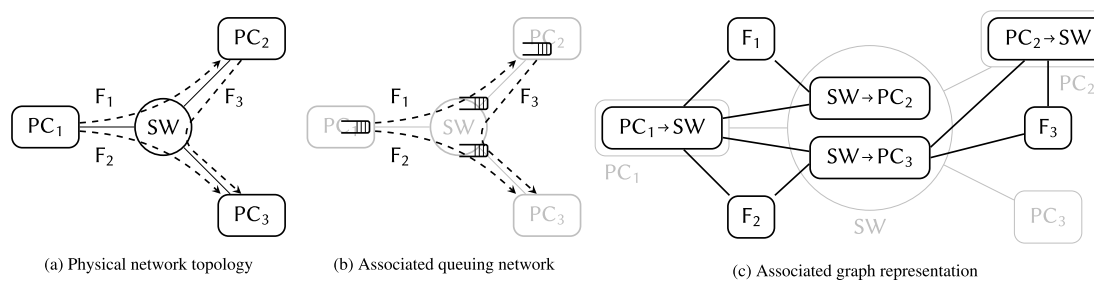 PC₂
F₁
F₃
PC₁
SW
F₂
PC₃
(a) Physical network topology
PC₂
F₁
F₃
SW
F₂
PC₃
(b) Associated queuing network
F₁
PC₂→SW
PC₂
SW→PC₂
PC₁→SW
F₃
SW→PC₃
PC₁
F₂
SW
PC₃
(c) Associated graph representation